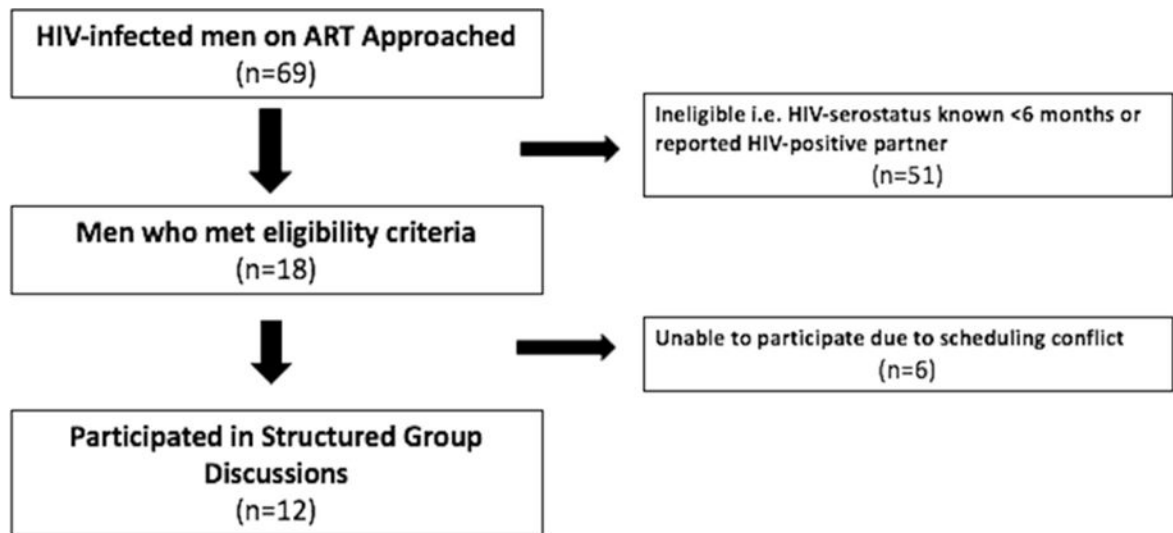 HIV-infected men on ART Approached
(n=69)
Ineligible i.e. HIV-serostatus known <6 months or
reported HIV-positive partner
(n=51)
Men who met eligibility criteria
(n=18)
Unable to participate due to scheduling conflict
(n=6)
Participated in Structured Group
Discussions
(n=12)